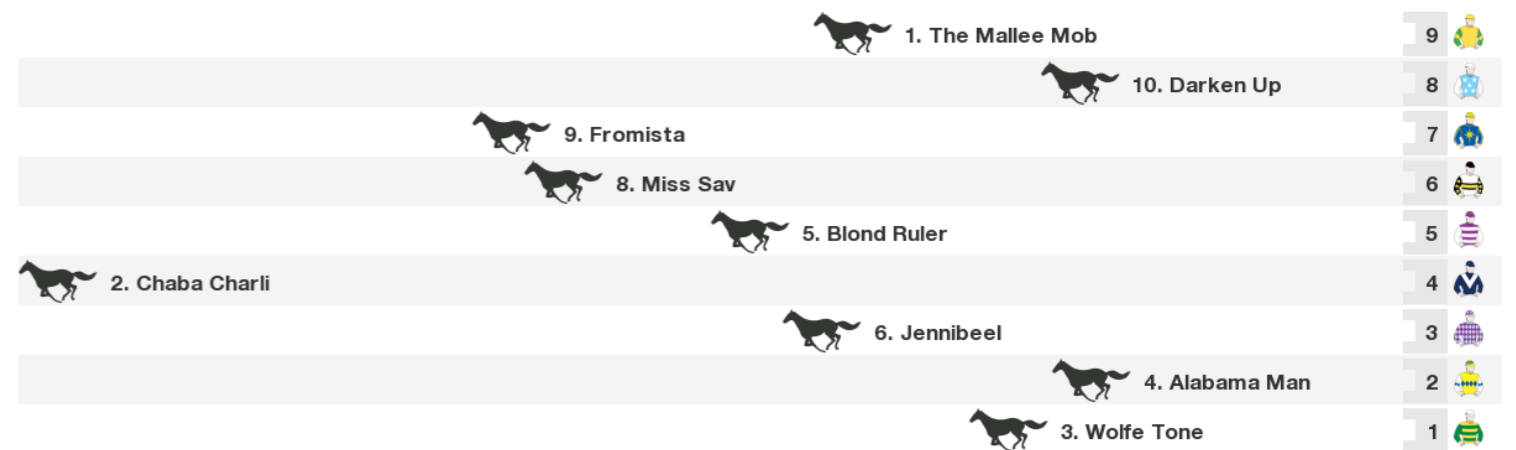 1. The Mallee Mob 9
10. Darken Up 8
9. Fromista 7
8. Miss Sav 6
5. Blond Ruler 5
2. Chaba Charli 4
6. Jennibeel 3
4. Alabama Man 2
3. Wolfe Tone 1